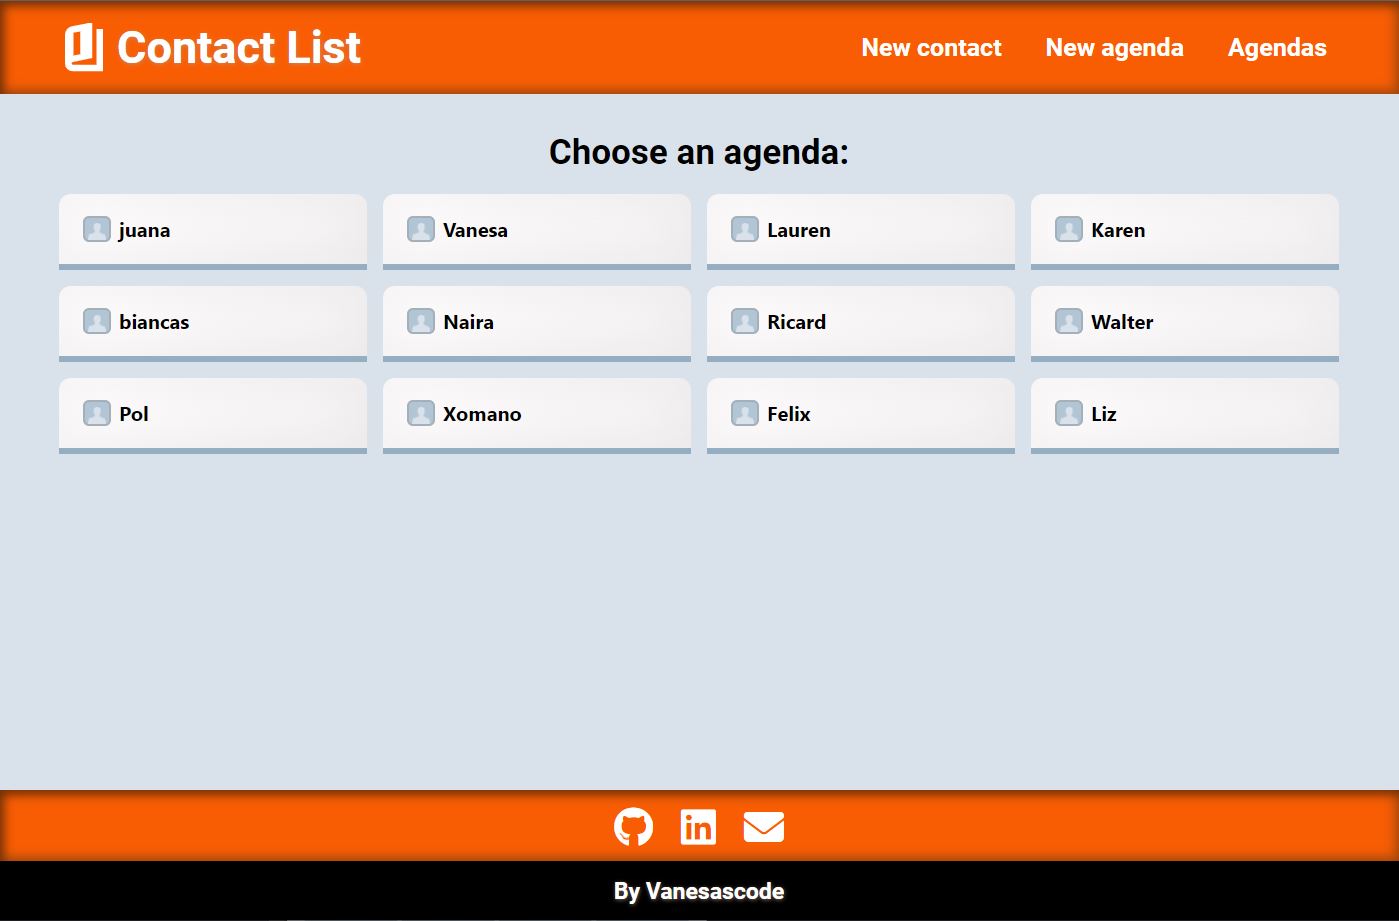 Contact List
New contact
New agenda
Agendas
Choose an agenda:
juana
Vanesa
Lauren
Karen
biancas
Naira
Ricard
Walter
Pol
Xomano
Felix
Liz
in
By Vanesascode